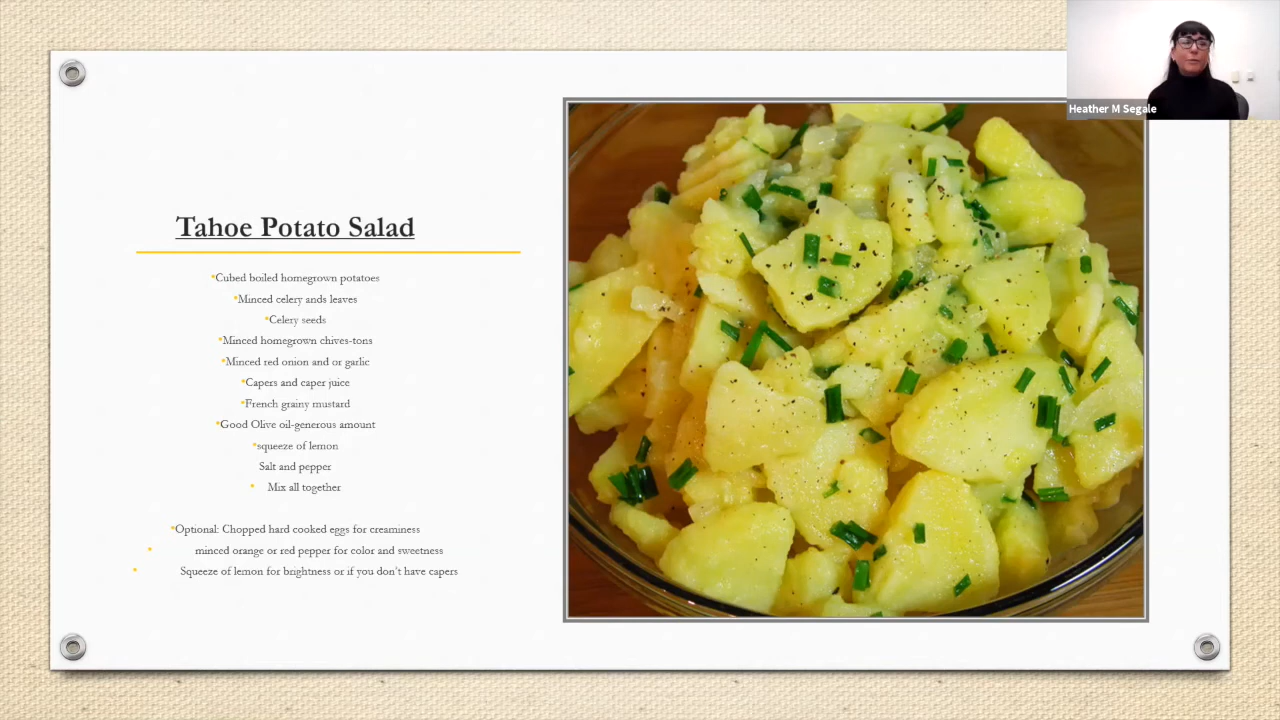 Heather M Segale
Tahoe Potato Salad
•Cubed boiled homegrown potatoes
•Minced celery ands leaves
•Celery seeds
•Minced homegrown chives-tons
•Minced red onion and or garlic
•Capers and caper juice
•French grainy mustard
•Good Olive oil-generous amount
•squeeze of lemon
Salt and pepper
• Mix all together
•Optional: Chopped hard cooked eggs for creaminess
• minced orange or red pepper for color and sweetness
• Squeeze of lemon for brightness or if you don't have capers